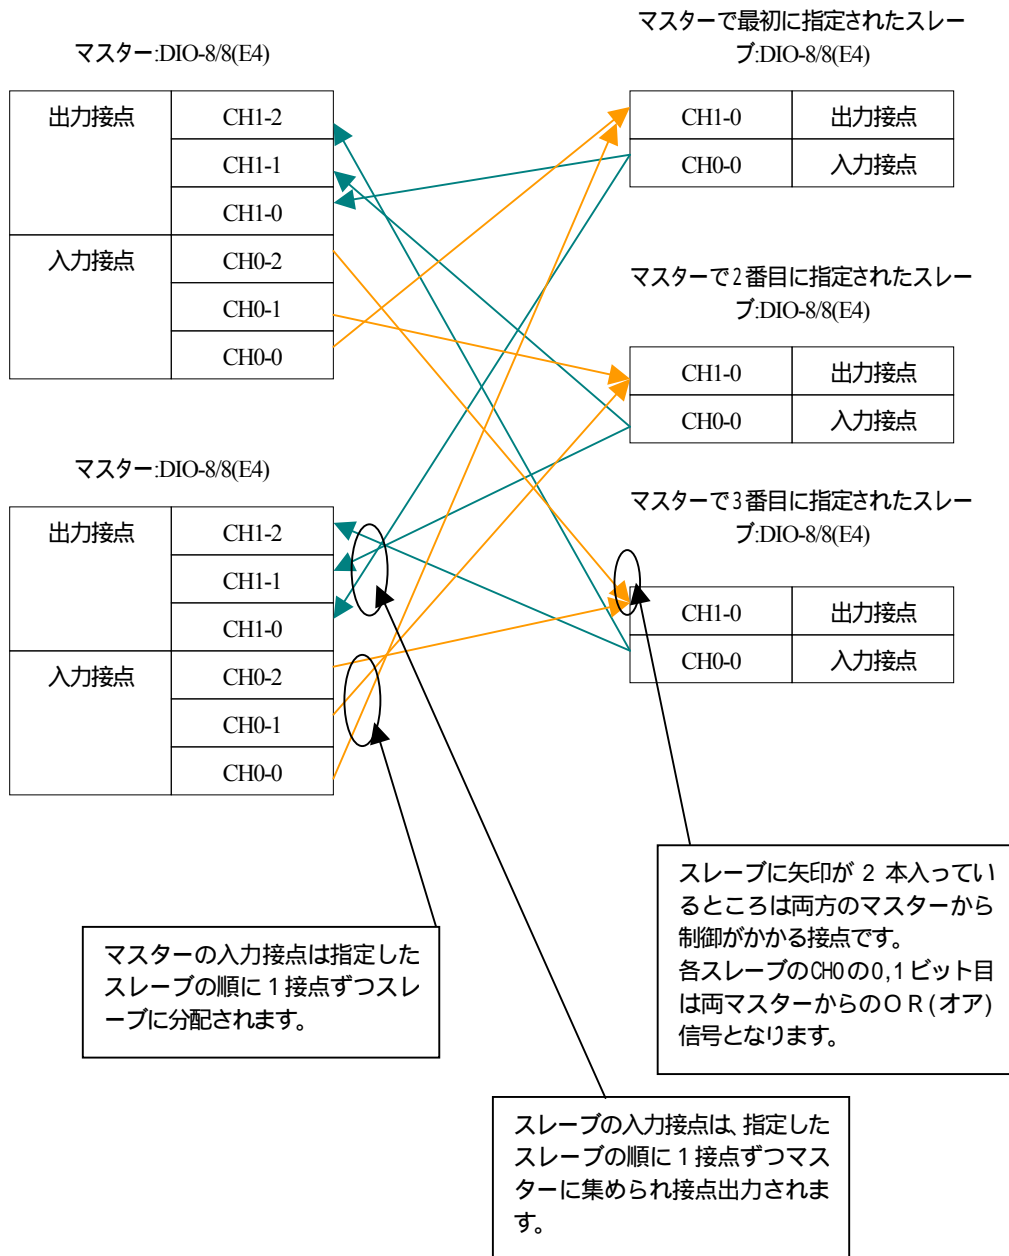 マスター:DIO-8/8(E4)
出力接点
CH1-2
CH1-1
CH1-0
入力接点
CH0-2
CH0-1
CH0-0
マスターで最初に指定されたスレー
ブ:DIO-8/8(E4)
CH1-0 出力接点
CH0-0 入力接点
マスターで2番目に指定されたスレー
ブ:DIO-8/8(E4)
CH1-0 出力接点
CH0-0 入力接点
マスター:DIO-8/8(E4)
出力接点
CH1-2
CH1-1
CH1-0
入力接点
CH0-2
CH0-1
CH0-0
マスターで3番目に指定されたスレー
ブ:DIO-8/8(E4)
CH1-0 出力接点
CH0-0 入力接点
マスターの入力接点は指定した
スレーブの順に1接点ずつスレ
ーブに分配されます。
スレーブに矢印が 2 本入ってい
るところは両方のマスターから
制御がかかる接点です。
各スレーブのCH0の0,1ビット目
は両マスターからのOR(オア)
信号となります。
スレーブの入力接点は、指定した
スレーブの順に1接点ずつマス
ターに集められ接点出力されま
す。